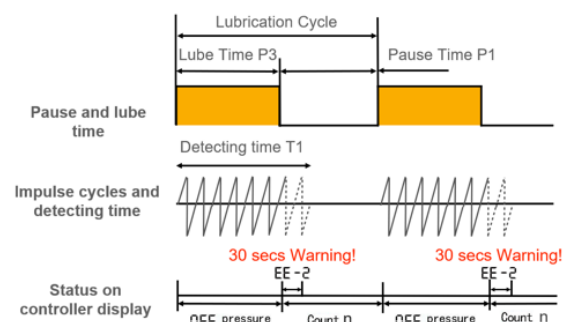 Lubrication Cycle
Lube Time P3
Pause Time P1
Pause and lube
time
Detecting time T1
Impulse cycles and
detecting time
30 secs Warning!
30 secs Warning!
EE-2
EE-2
Status on
controller display
OFF pressure
Count n
OFF pressure
Count n